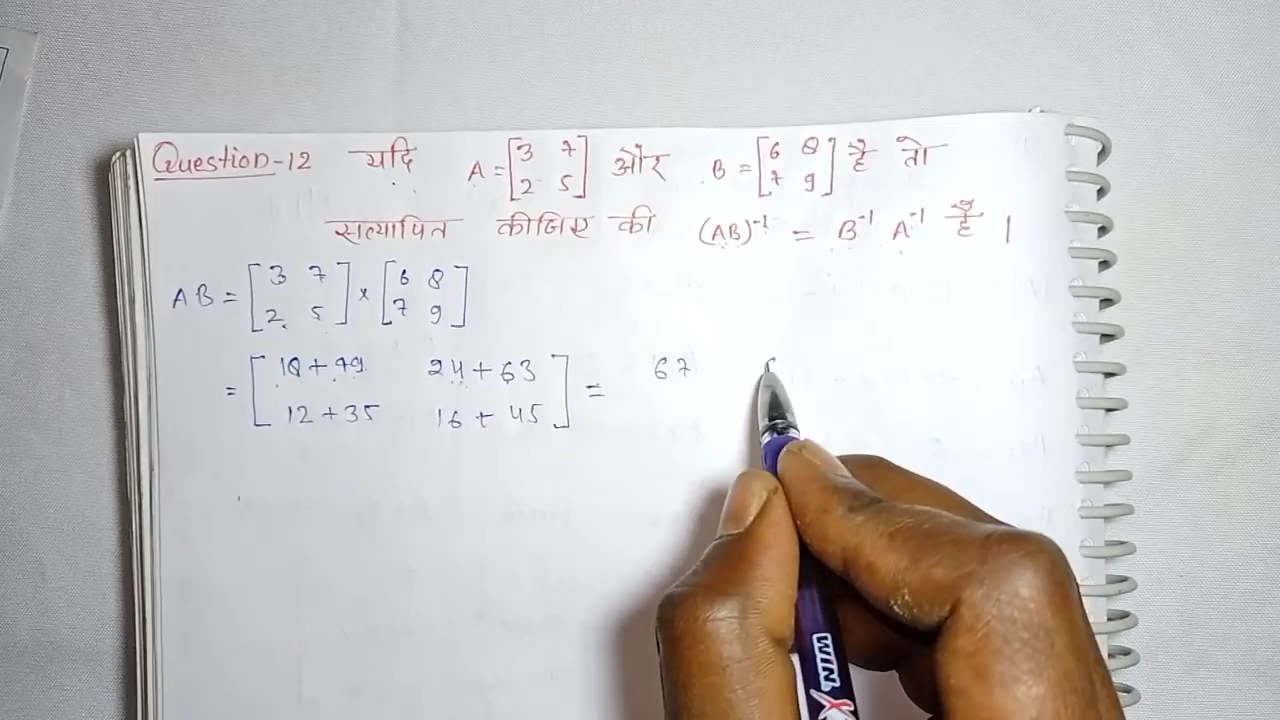 Question-12 यदि A = [3 7 2 5] और B = [6 8 7 9] है तो
सत्यापित कीजिए की (AB)⁻¹ = B⁻¹ A⁻¹ है ।
AB = [3 7 2 5] × [6 8 7 9]
= [18+49 24+63 12+35 16+45] = 67
WIN